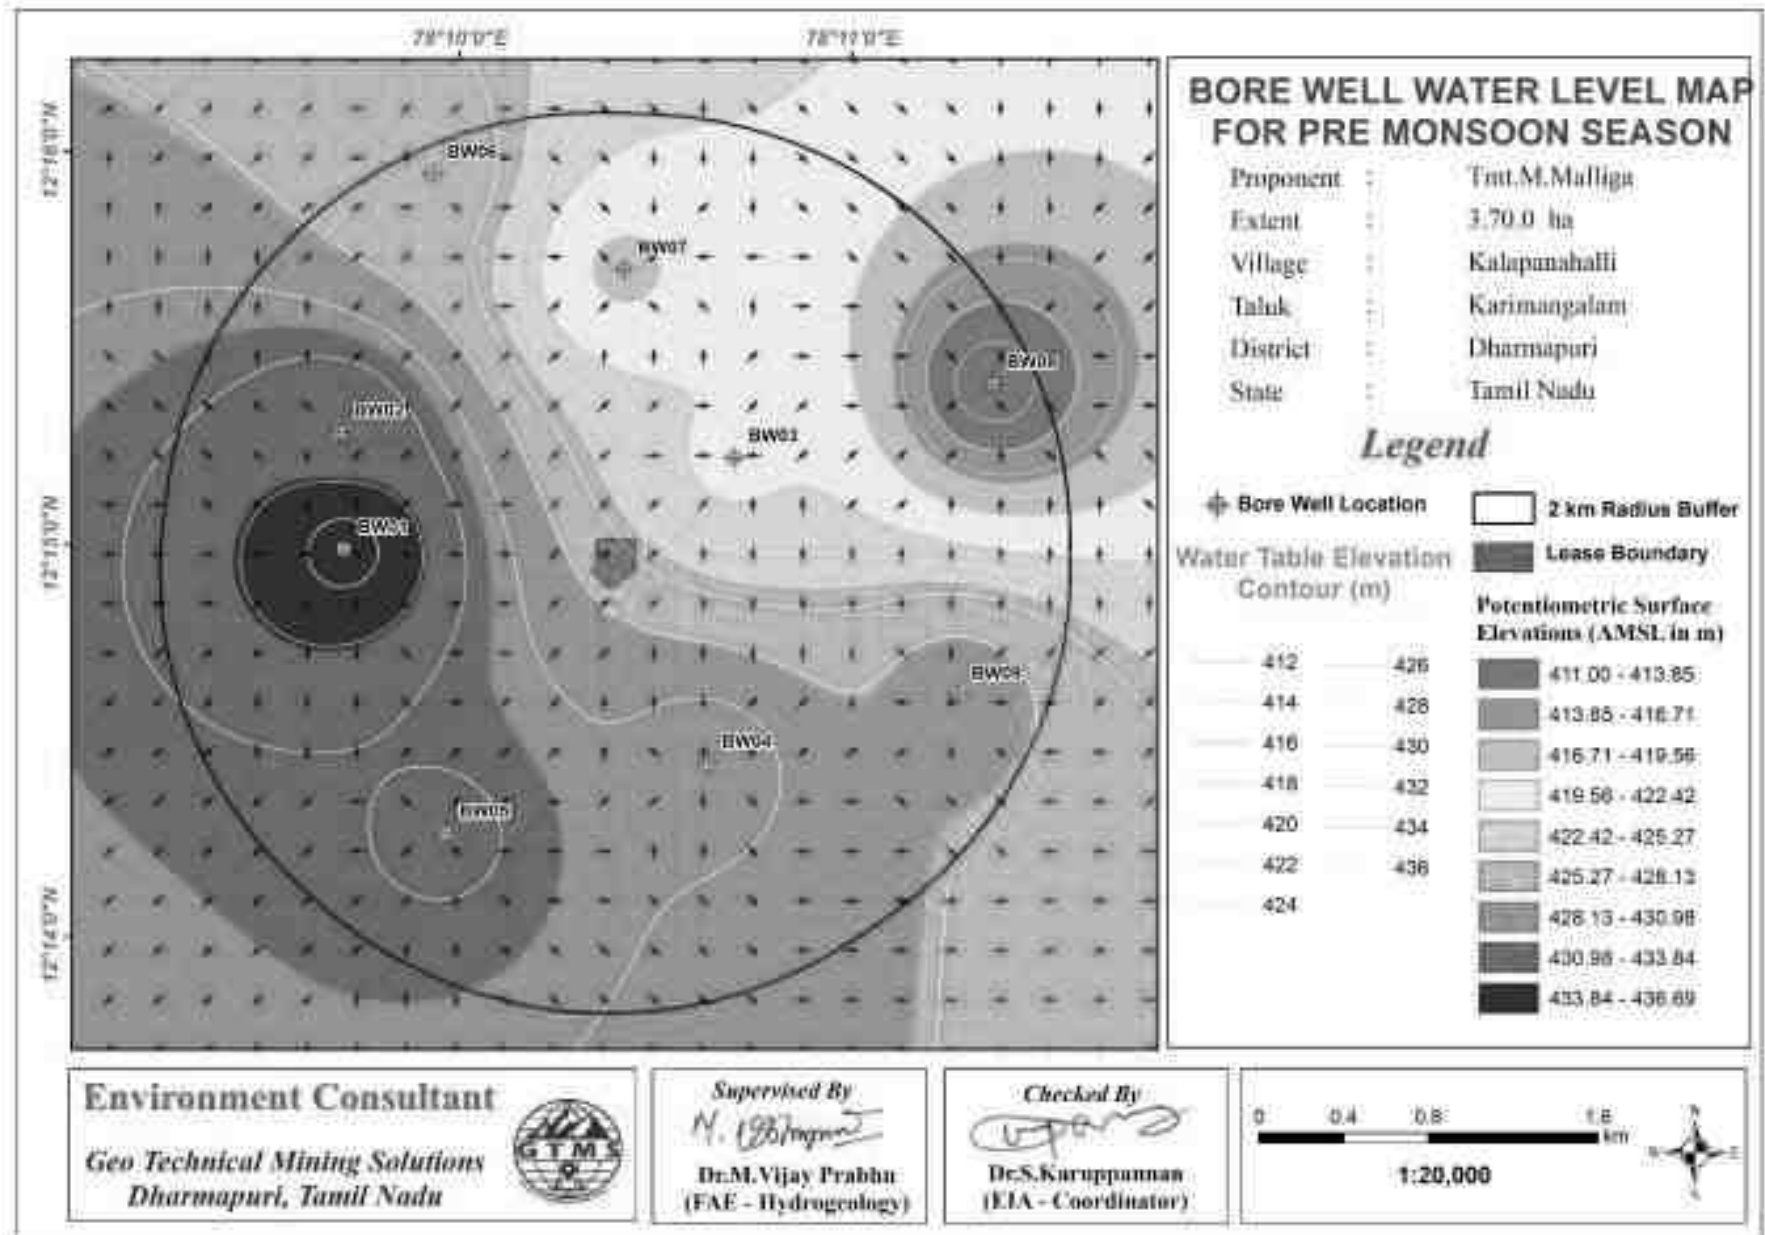 78°10'0"E
78°11'0"E
12°16'0"N
12°15'0"N
12°14'0"N
BW06
BW07
BW02
BW03
BW01
BW09
BW04
BW05
BORE WELL WATER LEVEL MAP
FOR PRE MONSOON SEASON
Proponent : Tmt.M.Malliga
Extent : 3.70.0 ha
Village : Kalapanahalli
Taluk : Karimangalam
District : Dharmapuri
State : Tamil Nadu
Legend
Bore Well Location
2 km Radius Buffer
Lease Boundary
Water Table Elevation
Contour (m)
412 426
414 428
416 430
418 432
420 434
422 436
424
Potentiometric Surface
Elevations (AMSL in m)
411.00 - 413.85
413.85 - 416.71
416.71 - 419.56
419.56 - 422.42
422.42 - 425.27
425.27 - 428.13
428.13 - 430.98
430.98 - 433.84
433.84 - 436.69
Environment Consultant
Geo Technical Mining Solutions
Dharmapuri, Tamil Nadu
GTMS
Supervised By
Dr.M.Vijay Prabhu
(FAE - Hydrogeology)
Checked By
Dr.S.Karuppannan
(EIA - Coordinator)
0 0.4 0.8 1.6
km
1:20,000
N
E
S